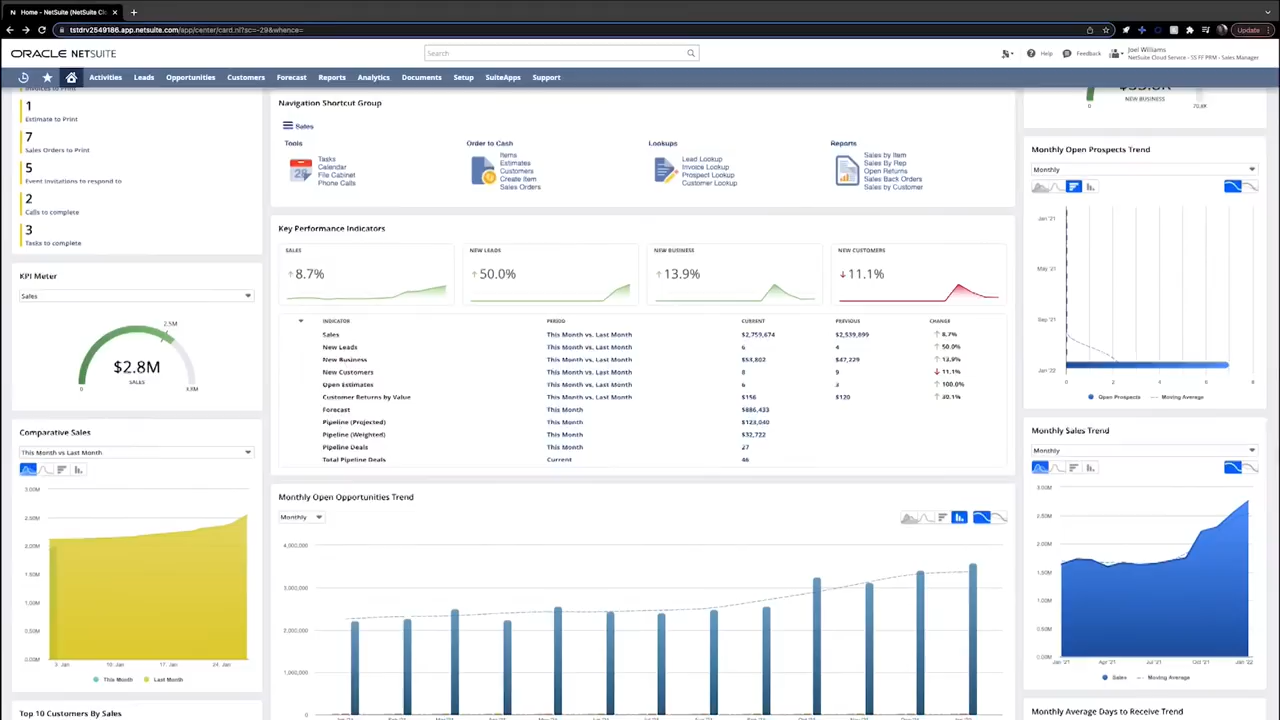 Home - NetSuite (NetSuite Cl
tstdrv2549186.app.netsuite.com/app/center/card.nl?sc=-29&whence=
Update
ORACLE NETSUITE
Search
Help
Feedback
Joel Williams
NetSuite Cloud Service - SS FF PRM - Sales Manager
Activities
Leads
Opportunities
Customers
Forecast
Reports
Analytics
Documents
Setup
SuiteApps
Support
Invoices to Print
1
Estimate to Print
7
Sales Orders to Print
5
Event Invitations to respond to
2
Calls to complete
3
Tasks to complete
KPI Meter
Sales
2.5M
$2.8M
SALES
0
Comparative Sales
This Month vs Last Month
3.00M
2.50M
2.00M
1.50M
1.00M
0.50M
0.00M
3. Jan
10. Jan
17. Jan
24. Jan
This Month
Last Month
Top 10 Customers By Sales
Navigation Shortcut Group
Sales
Tools
Tasks
Calendar
File Cabinet
Phone Calls
Order to Cash
Items
Estimates
Customers
Create Item
Sales Orders
Lookups
Lead Lookup
Invoice Lookup
Prospect Lookup
Customer Lookup
Reports
Sales by Item
Sales By Rep
Open Returns
Sales Back Orders
Sales by Customer
Key Performance Indicators
SALES
8.7%
NEW LEADS
50.0%
NEW BUSINESS
13.9%
NEW CUSTOMERS
11.1%
INDICATOR PERIOD CURRENT PREVIOUS CHANGE
Sales This Month vs. Last Month $2,759,674 $2,539,699 8.7%
New Leads This Month vs. Last Month 6 4 50.0%
New Business This Month vs. Last Month $53,802 $47,229 13.9%
New Customers This Month vs. Last Month 8 9 11.1%
Open Estimates This Month vs. Last Month 6 3 100.0%
Customer Returns by Value This Month vs. Last Month $156 $120 30.1%
Forecast This Month $886,433
Pipeline (Projected) This Month $123,040
Pipeline (Weighted) This Month $32,722
Pipeline Deals This Month 27
Total Pipeline Deals Current 46
Monthly Open Opportunities Trend
Monthly
4,000,000
3,000,000
2,000,000
1,000,000
0
NEW BUSINESS
0
70.8K
Monthly Open Prospects Trend
Monthly
Jan '21
May '21
Sep '21
Jan '22
0 2 4 6 8
Open Prospects
Moving Average
Monthly Sales Trend
Monthly
3.00M
2.50M
2.00M
1.50M
1.00M
0.50M
0.00M
Jan '21
Apr '21
Jul '21
Oct '21
Jan '22
Sales
Moving Average
Monthly Average Days to Receive Trend